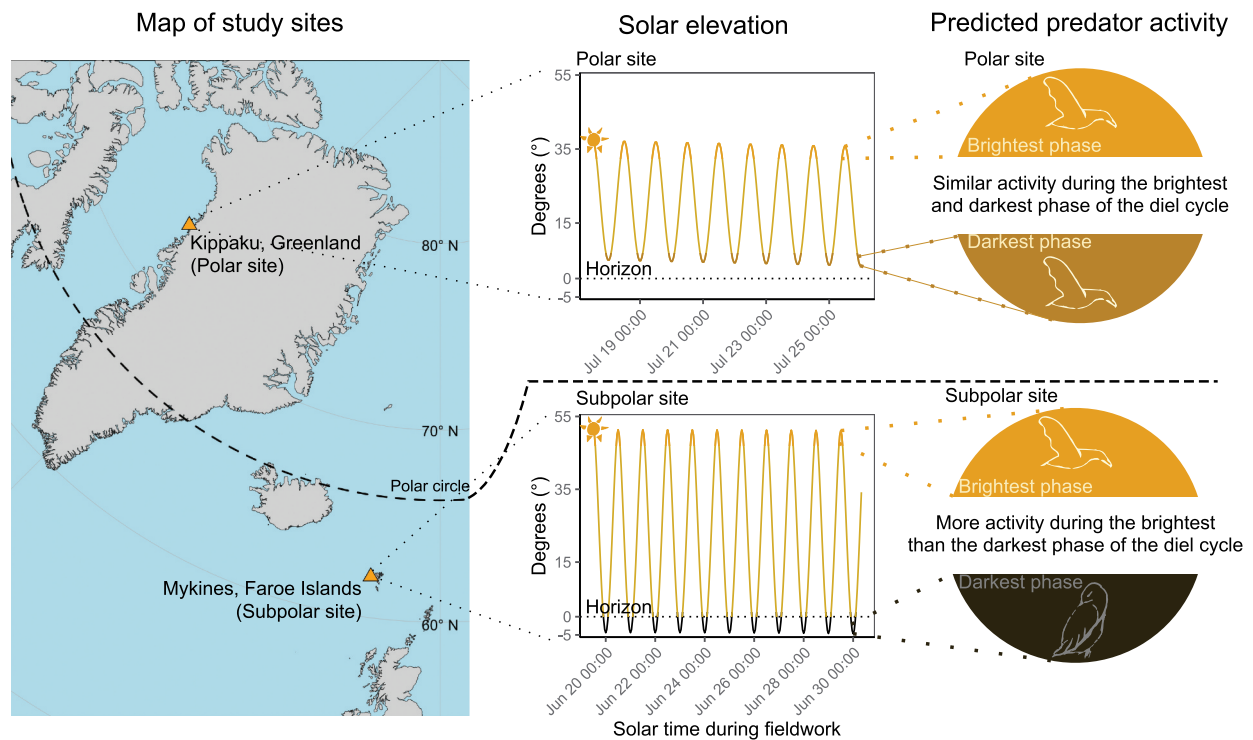 Map of study sites
Solar elevation
Predicted predator activity
Kippaku, Greenland
(Polar site)
80° N
70° N
Polar circle
Mykines, Faroe Islands
(Subpolar site)
60° N
Polar site
55
35
15
0
-5
Degrees (°)
Horizon
Jul 19 00:00
Jul 21 00:00
Jul 23 00:00
Jul 25 00:00
Polar site
Brightest phase
Similar activity during the brightest
and darkest phase of the diel cycle
Darkest phase
Subpolar site
55
35
15
0
-5
Degrees (°)
Horizon
Jun 20 00:00
Jun 22 00:00
Jun 24 00:00
Jun 26 00:00
Jun 28 00:00
Jun 30 00:00
Solar time during fieldwork
Subpolar site
Brightest phase
More activity during the brightest
than the darkest phase of the diel cycle
Darkest phase